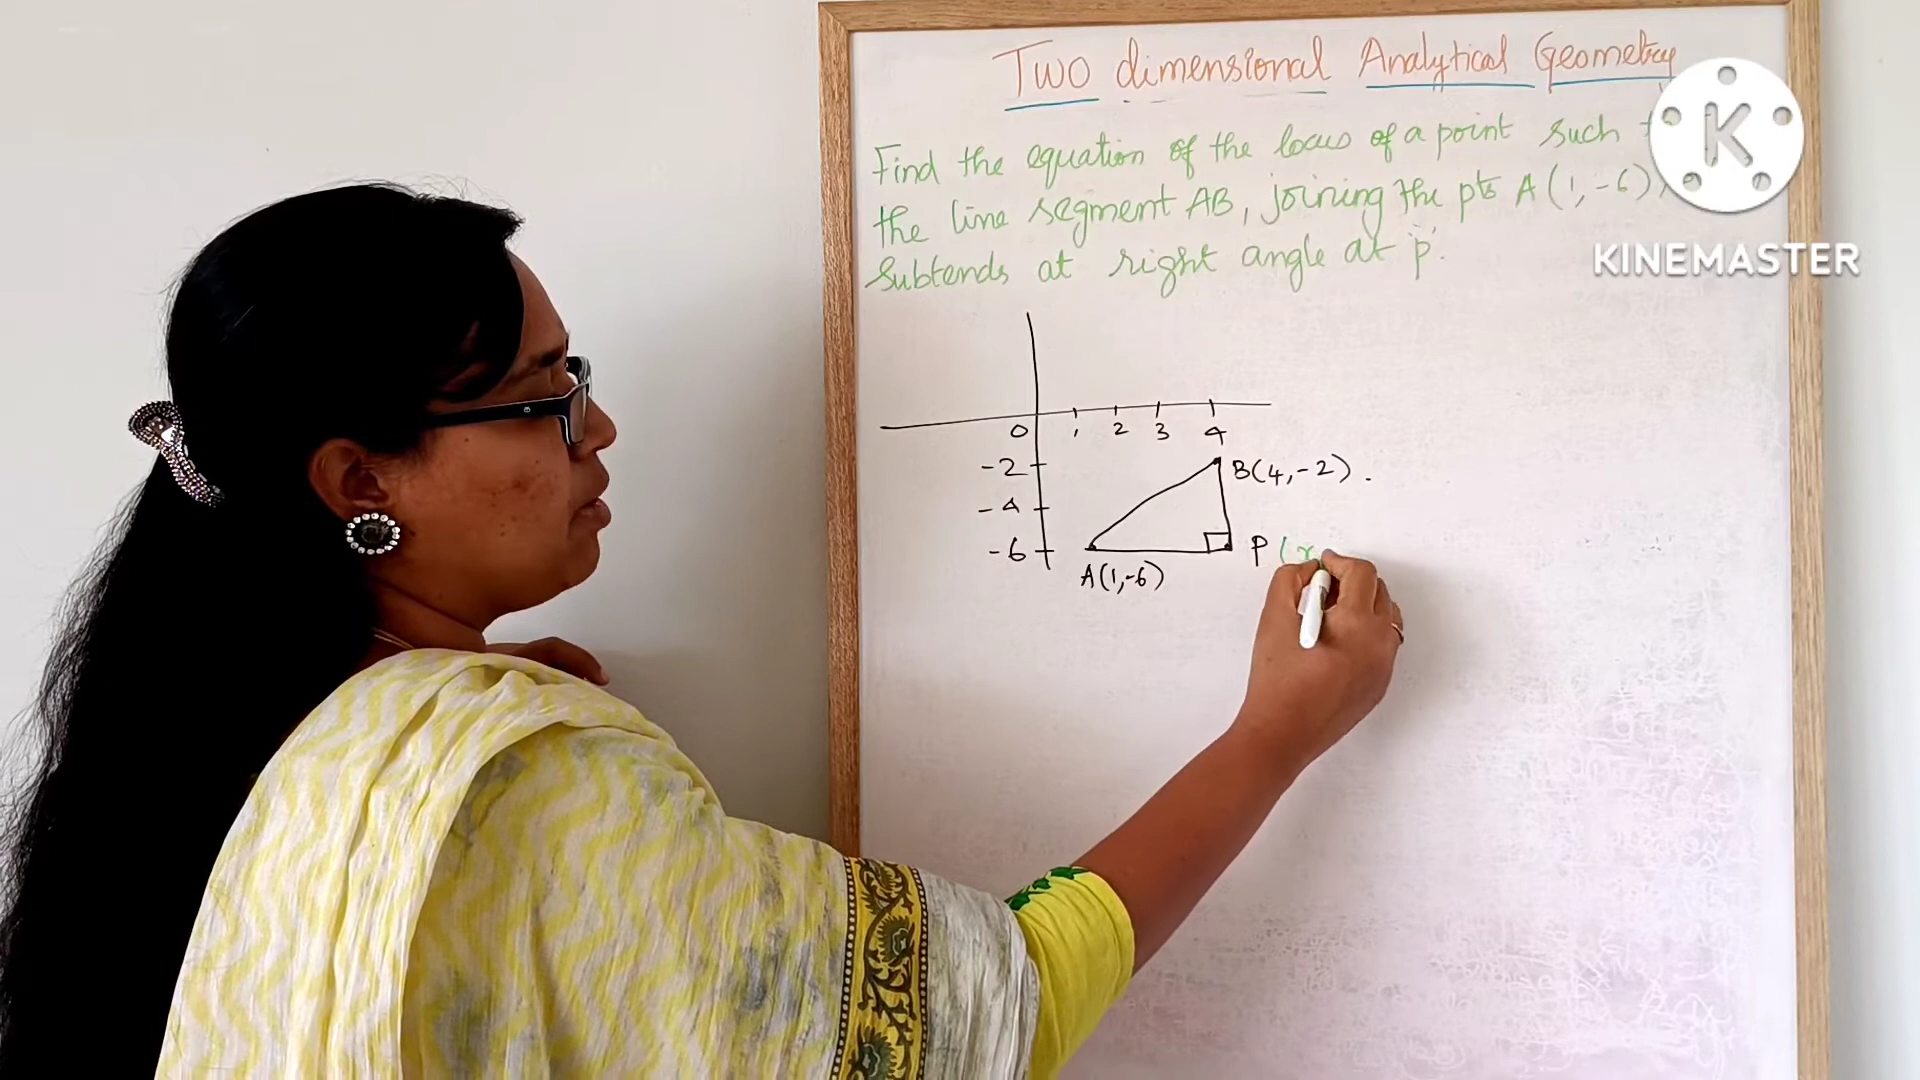 Two dimensional Analytical Geometry
Find the equation of the locus of a point such
the line segment AB, joining the pts A(1,-6)
subtends at right angle at 'p'.
0 1 2 3 4
-2
B(4,-2).
-4
-6
P (x
A(1,-6)
K
KINEMASTER